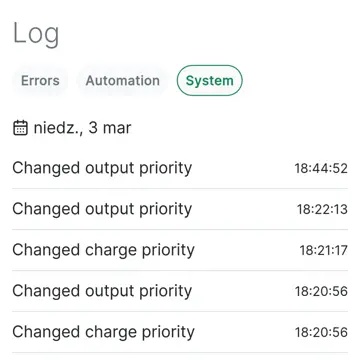 Log
Errors Automation System
niedz., 3 mar
Changed output priority 18:44:52
Changed output priority 18:22:13
Changed charge priority 18:21:17
Changed output priority 18:20:56
Changed charge priority 18:20:56